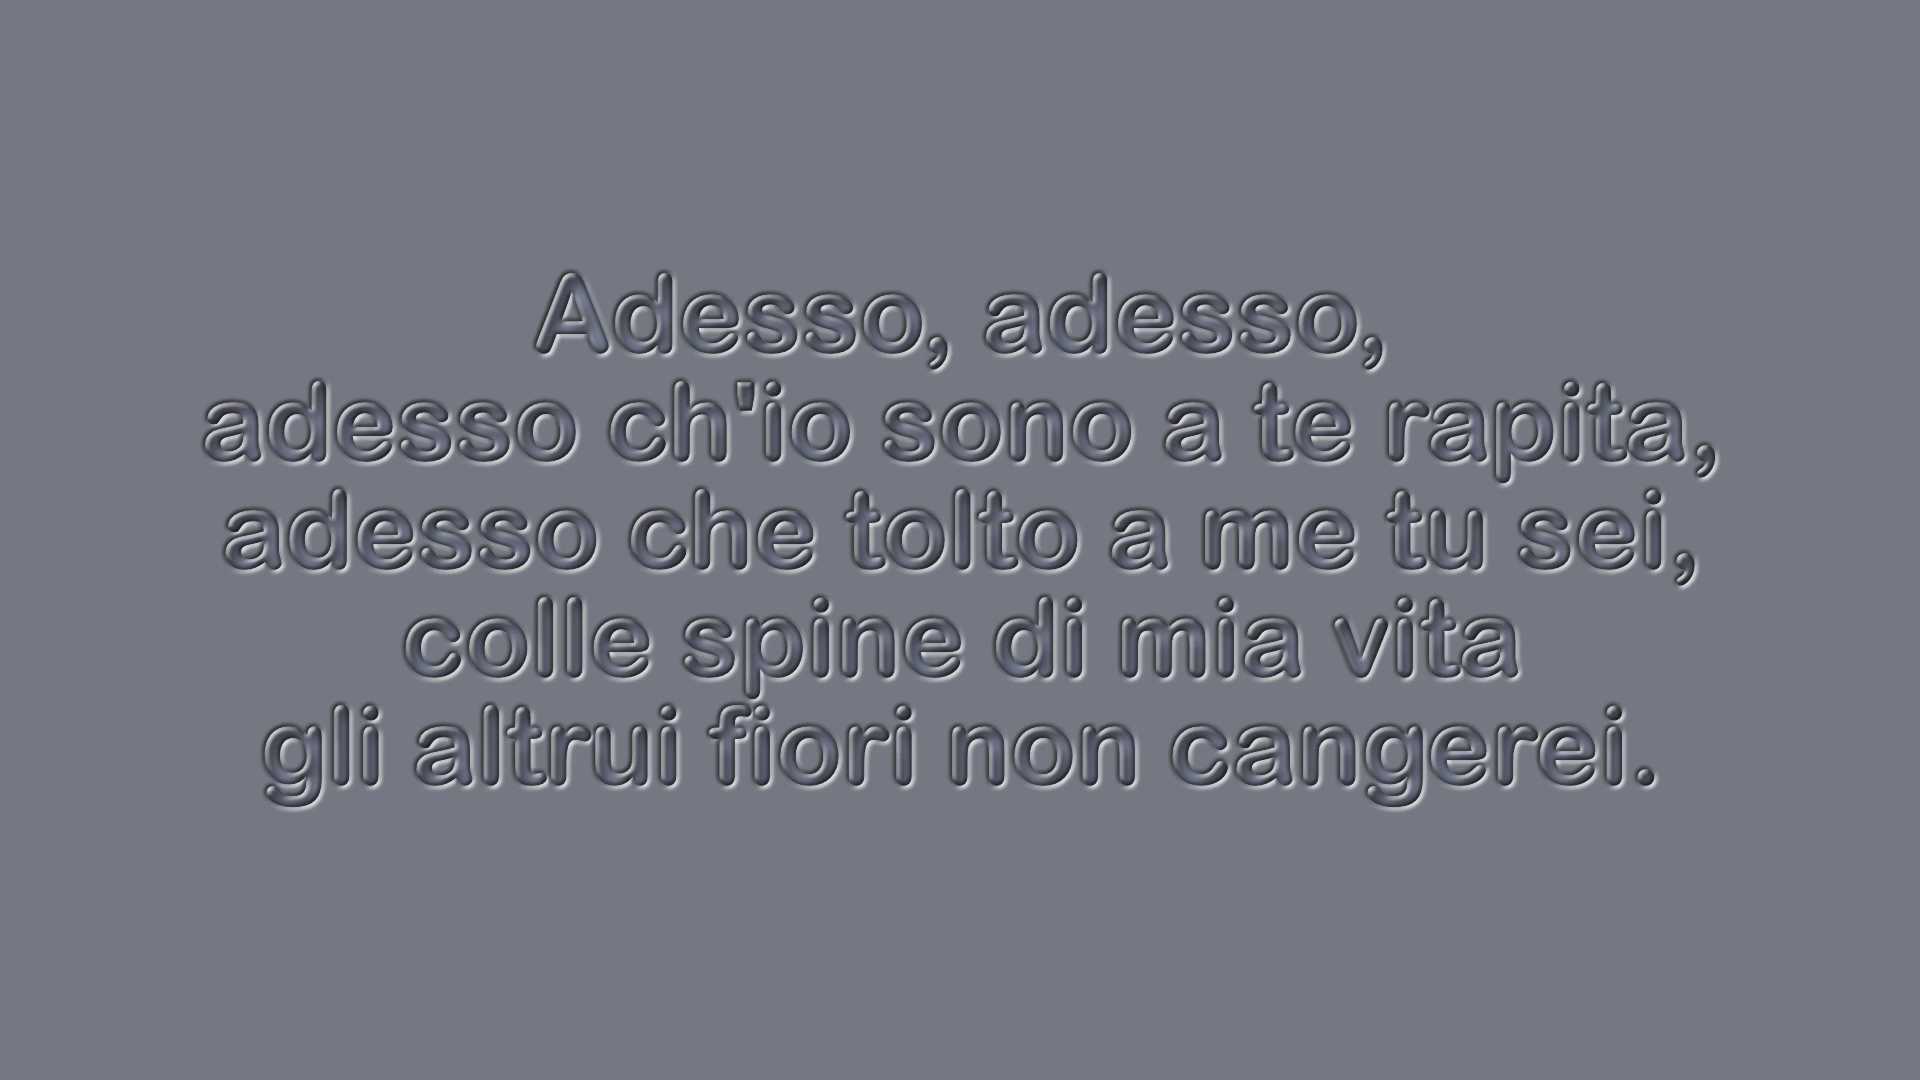 Adesso, adesso,
adesso ch'io sono a te rapita,
adesso che tolto a me tu sei,
colle spine di mia vita
gli altrui fiori non cangerei.